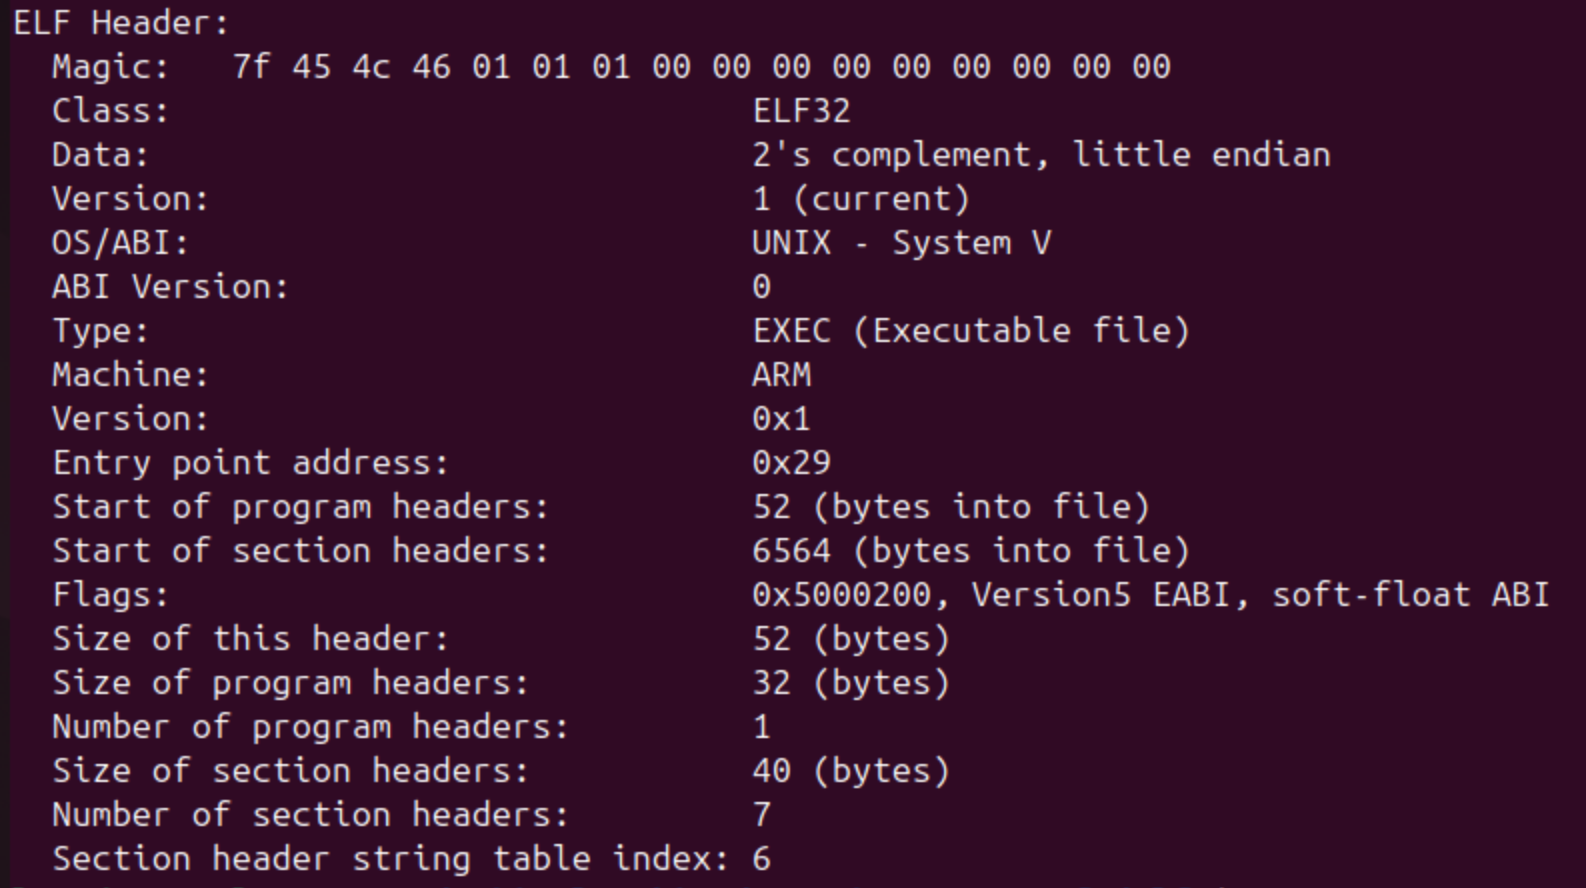 ELF Header:
  Magic:   7f 45 4c 46 01 01 01 00 00 00 00 00 00 00 00 00
  Class:                             ELF32
  Data:                              2's complement, little endian
  Version:                           1 (current)
  OS/ABI:                            UNIX - System V
  ABI Version:                       0
  Type:                              EXEC (Executable file)
  Machine:                           ARM
  Version:                           0x1
  Entry point address:               0x29
  Start of program headers:          52 (bytes into file)
  Start of section headers:          6564 (bytes into file)
  Flags:                             0x5000200, Version5 EABI, soft-float ABI
  Size of this header:               52 (bytes)
  Size of program headers:           32 (bytes)
  Number of program headers:         1
  Size of section headers:           40 (bytes)
  Number of section headers:         7
  Section header string table index: 6